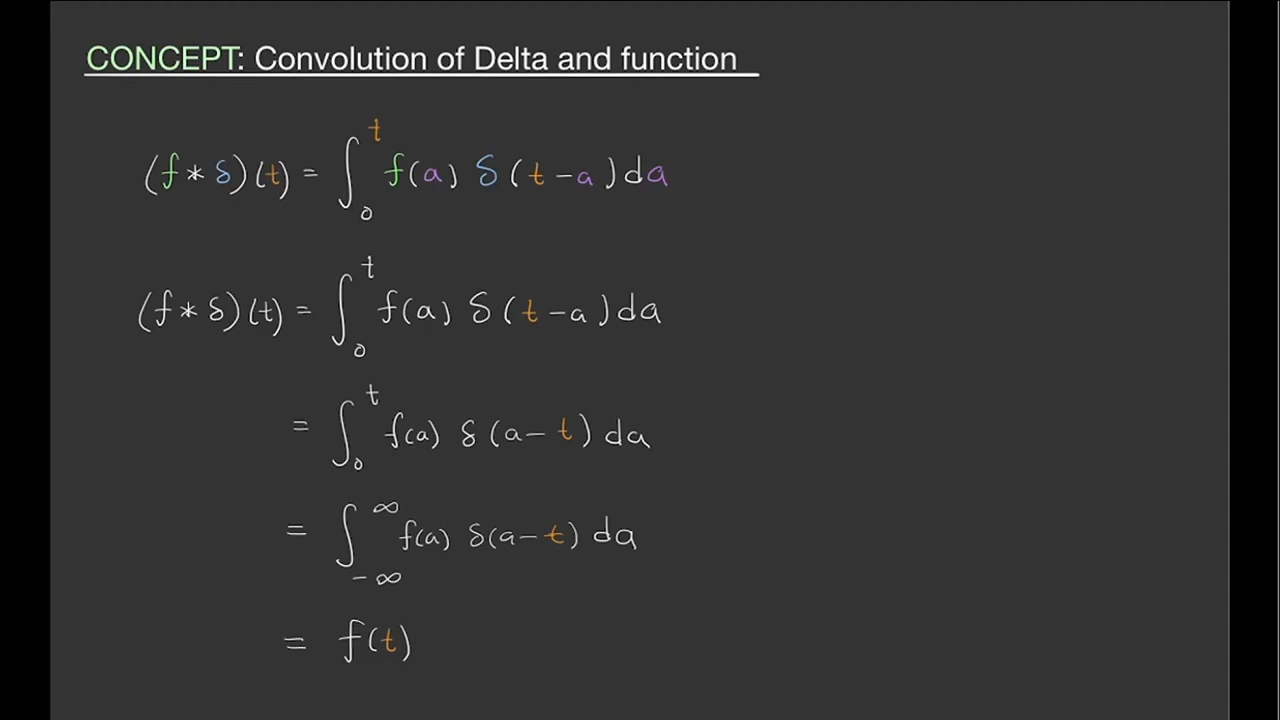 CONCEPT: Convolution of Delta and function
(f * δ)(t) = ∫₀ᵗ f(a) δ(t-a) da
(f * δ)(t) = ∫₀ᵗ f(a) δ(t-a) da
= ∫₀ᵗ f(a) δ(a-t) da
= ∫₋∞^∞ f(a) δ(a-t) da
= f(t)